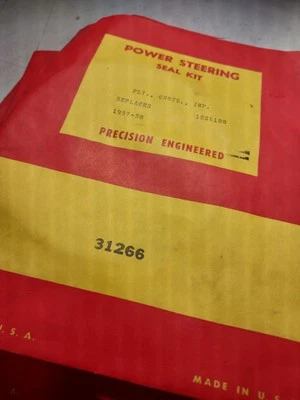 POWER STEERING
SEAL KIT
PLY., CHRYS., IMP.
REPLACES
1957-58
PRECISION ENGINEERED
31266
U. S. A.
MADE IN U. S.